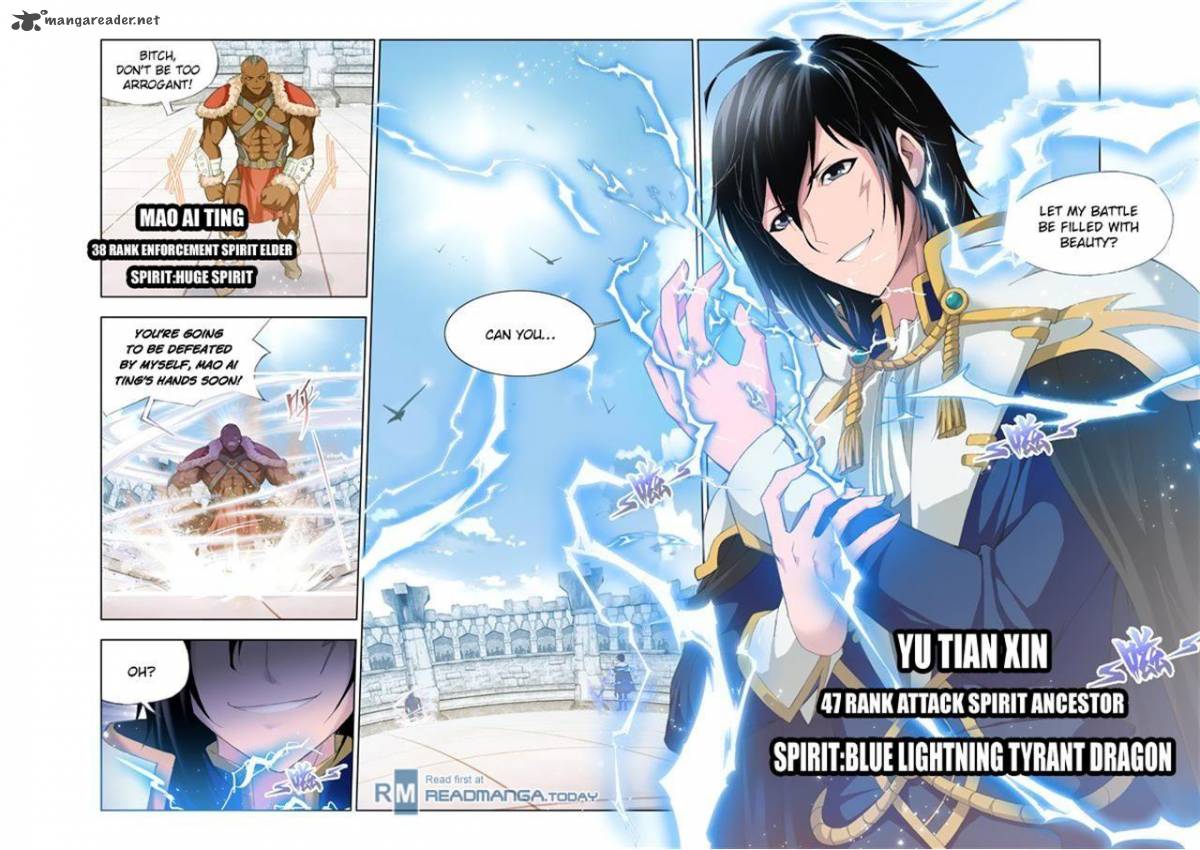 mangareader.net
BITCH,
DON'T BE TOO
ARROGANT!
MAO AI TING
38 RANK ENFORCEMENT SPIRIT ELDER
SPIRIT:HUGE SPIRIT
YOU'RE GOING
TO BE DEFEATED
BY MYSELF, MAO AI
TING'S HANDS SOON!
OH?
CAN YOU...
LET MY BATTLE
BE FILLED WITH
BEAUTY?
YU TIAN XIN
47 RANK ATTACK SPIRIT ANCESTOR
SPIRIT:BLUE LIGHTNING TYRANT DRAGON
RM
Read first at
READMANGA.TODAY